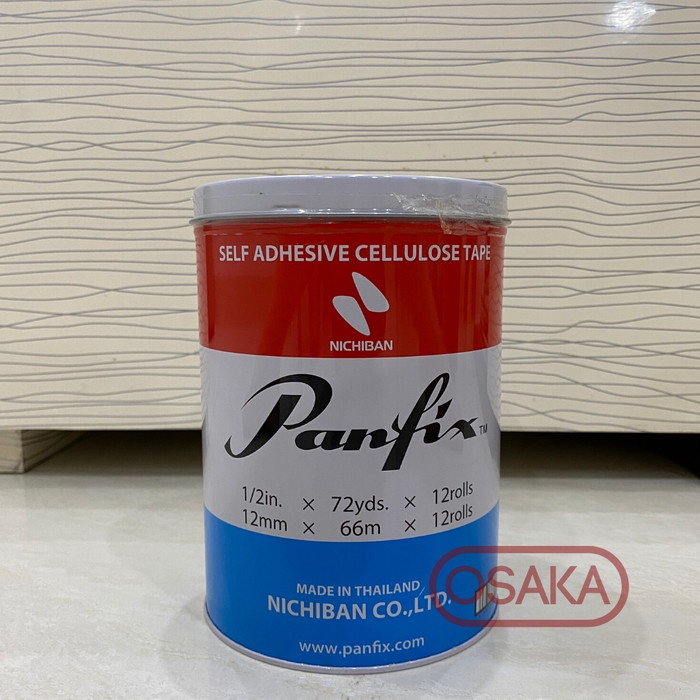 SELF ADHESIVE CELLULOSE TAPE
NICHIBAN
Panfix™
1/2in. × 72yds. × 12rolls
12mm × 66m × 12rolls
MADE IN THAILAND
NICHIBAN CO.,LTD.
www.panfix.com
OSAKA